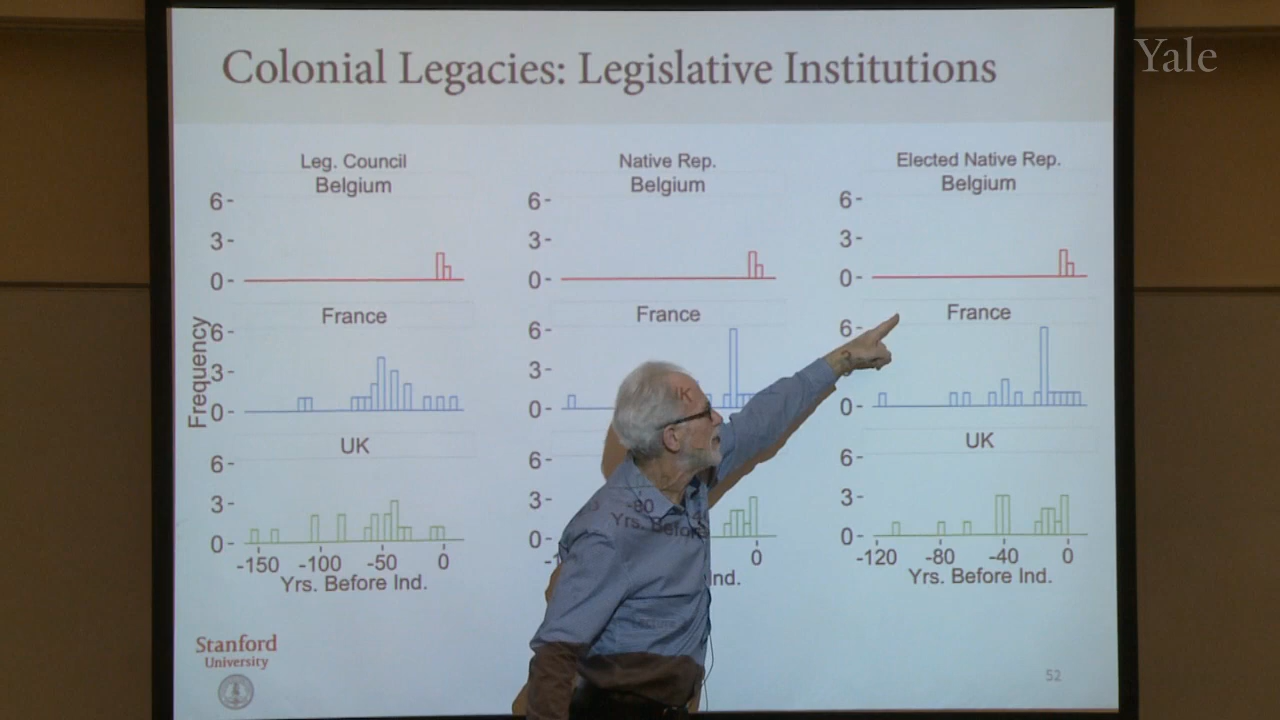 Yale
Colonial Legacies: Legislative Institutions
Leg. Council
Belgium
6
3
0
France
6
3
0
UK
6
3
0
-150 -100 -50 0
Yrs. Before Ind.
Frequency
Native Rep.
Belgium
6
3
0
France
6
3
0
6
3
0
-80
0
Yrs. Before
Ind.
Elected Native Rep.
Belgium
6
3
0
France
6
3
0
UK
6
3
0
-120 -80 -40 0
Yrs. Before Ind.
Stanford
University
52